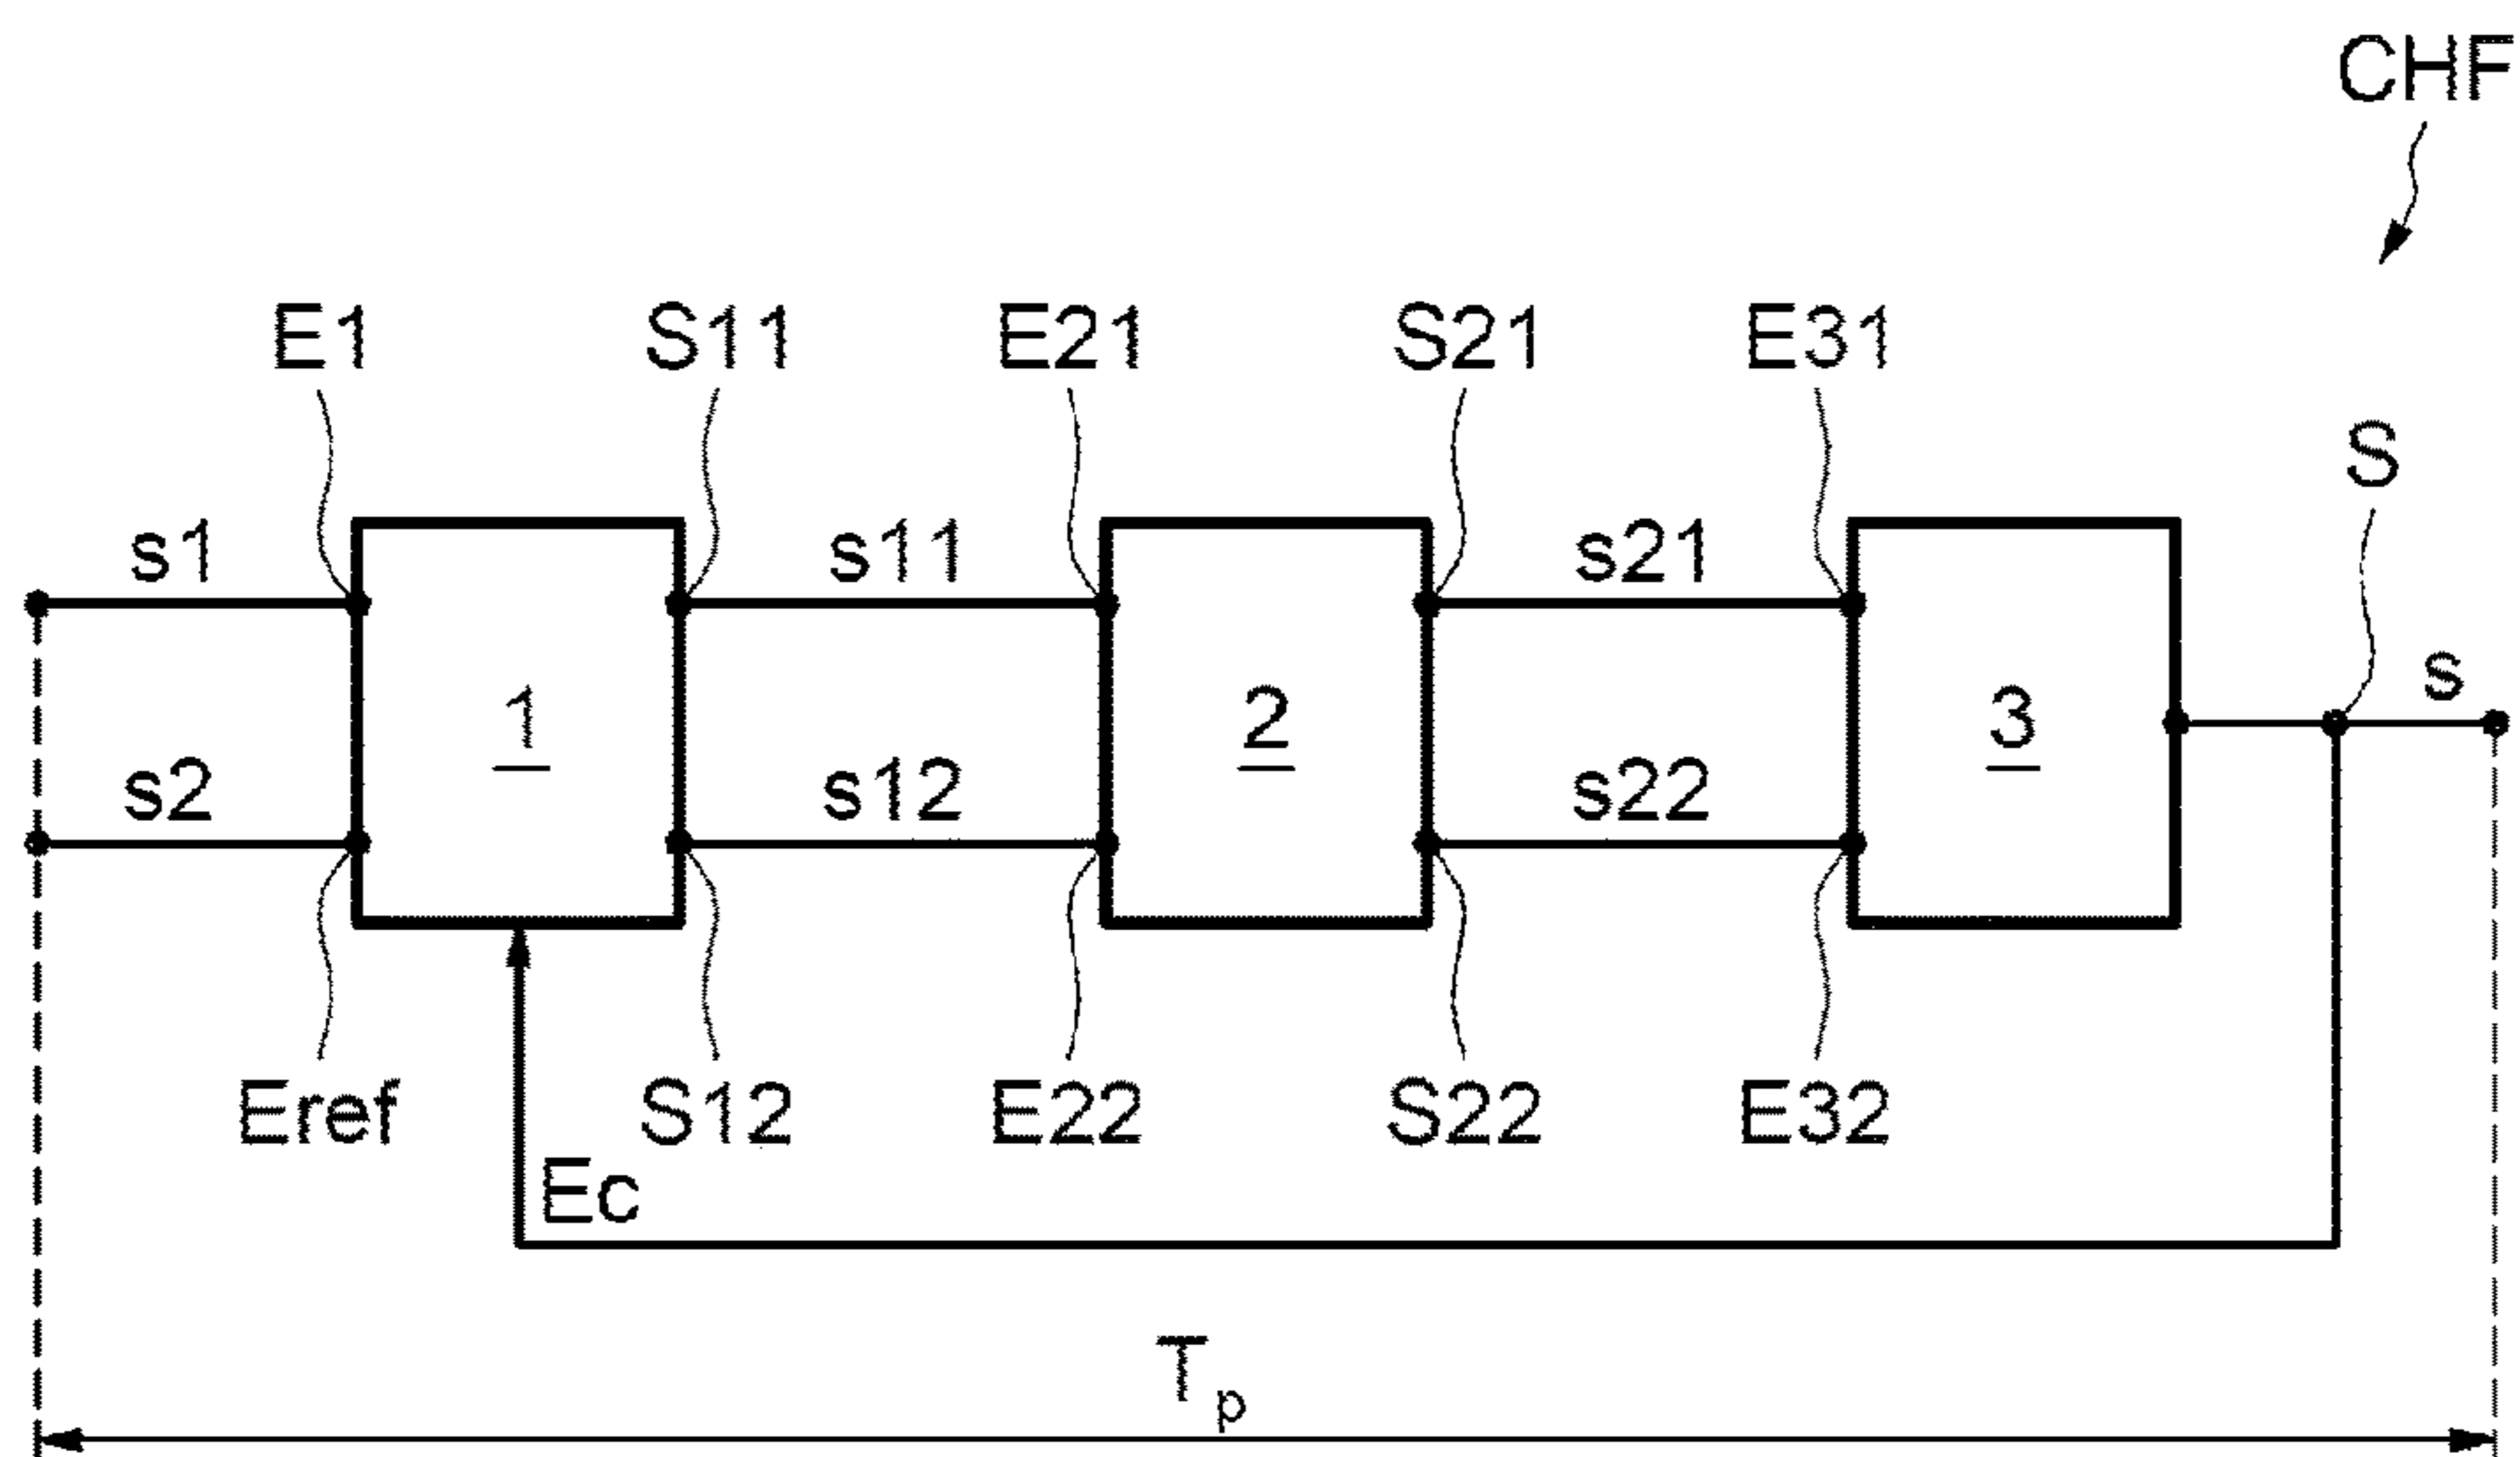 CHF
E1 S11 E21 S21 E31
S
s1 s11 s21
s
1 2 3
s2 s12 s22
Eref S12 E22 S22 E32
Ec
Tp